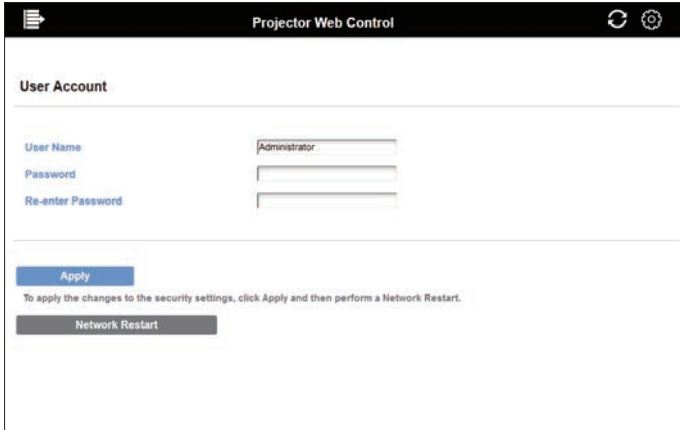 Projector Web Control
User Account
User Name
Administrator
Password
Re-enter Password
Apply
To apply the changes to the security settings, click Apply and then perform a Network Restart.
Network Restart